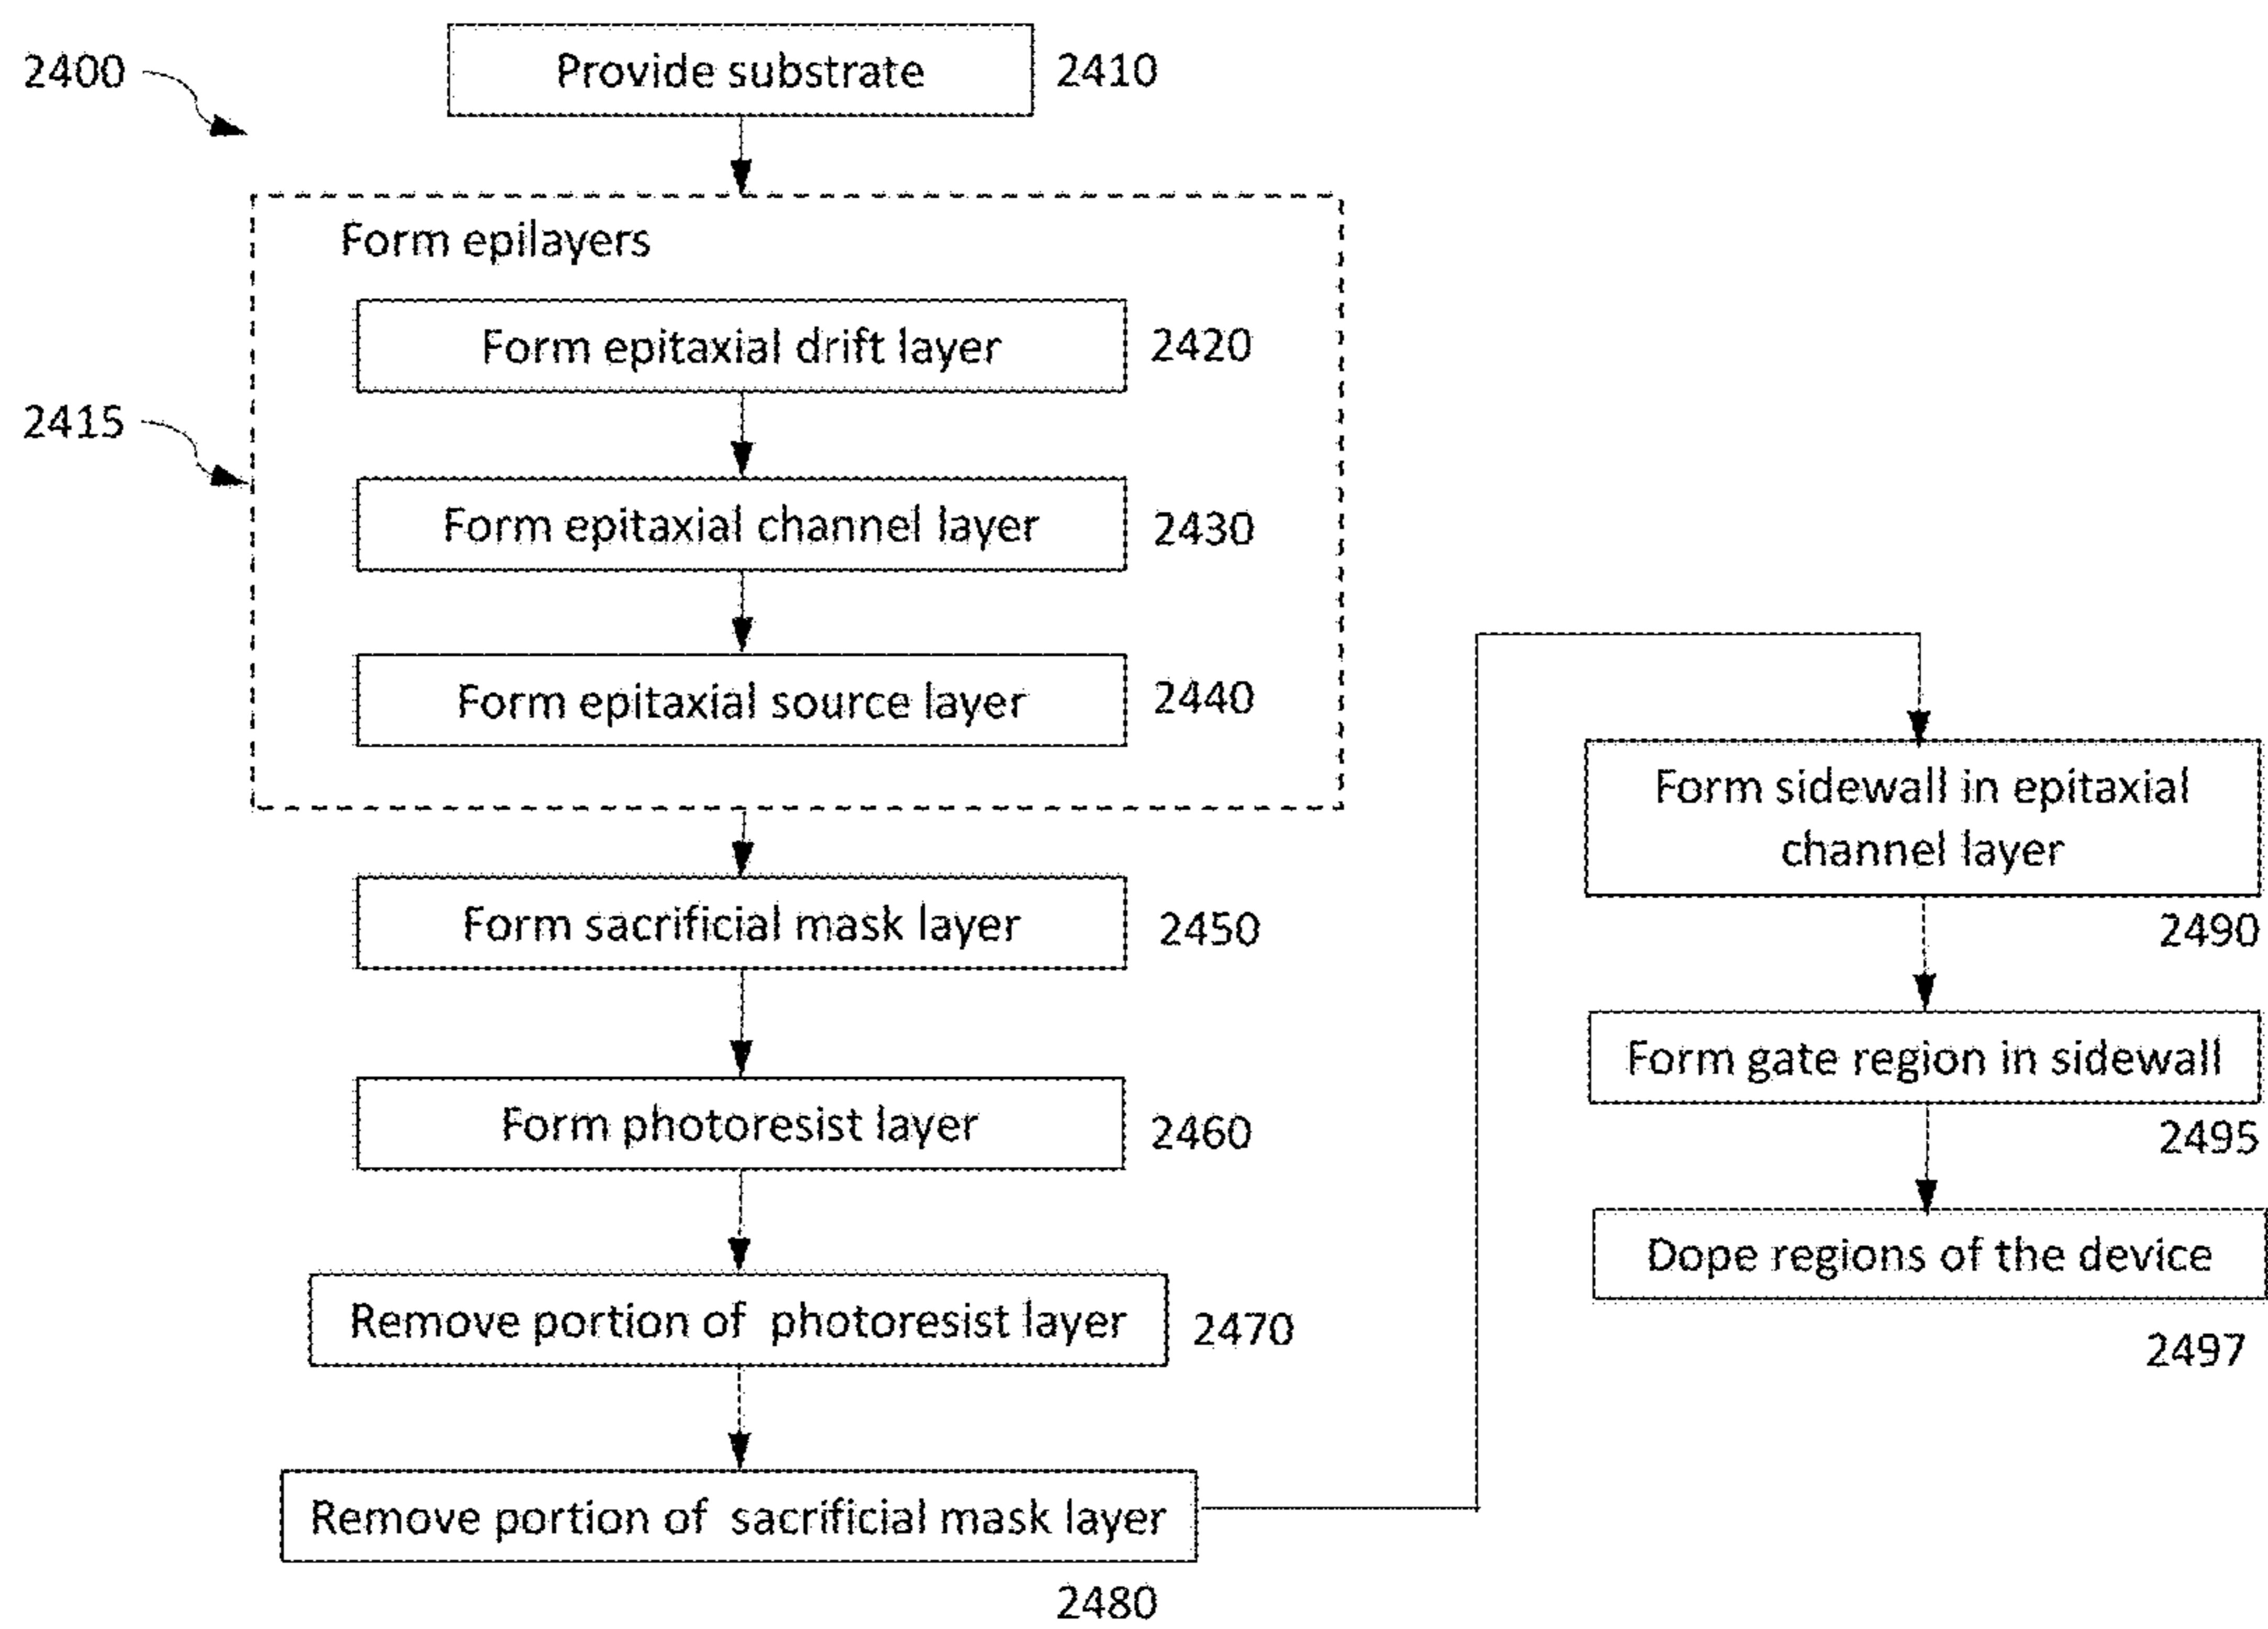 2400
Provide substrate 2410
Form epilayers
Form epitaxial drift layer 2420
2415
Form epitaxial channel layer 2430
Form epitaxial source layer 2440
Form sacrificial mask layer 2450
Form photoresist layer 2460
Remove portion of photoresist layer 2470
Remove portion of sacrificial mask layer
2480
Form sidewall in epitaxial
channel layer
2490
Form gate region in sidewall
2495
Dope regions of the device
2497